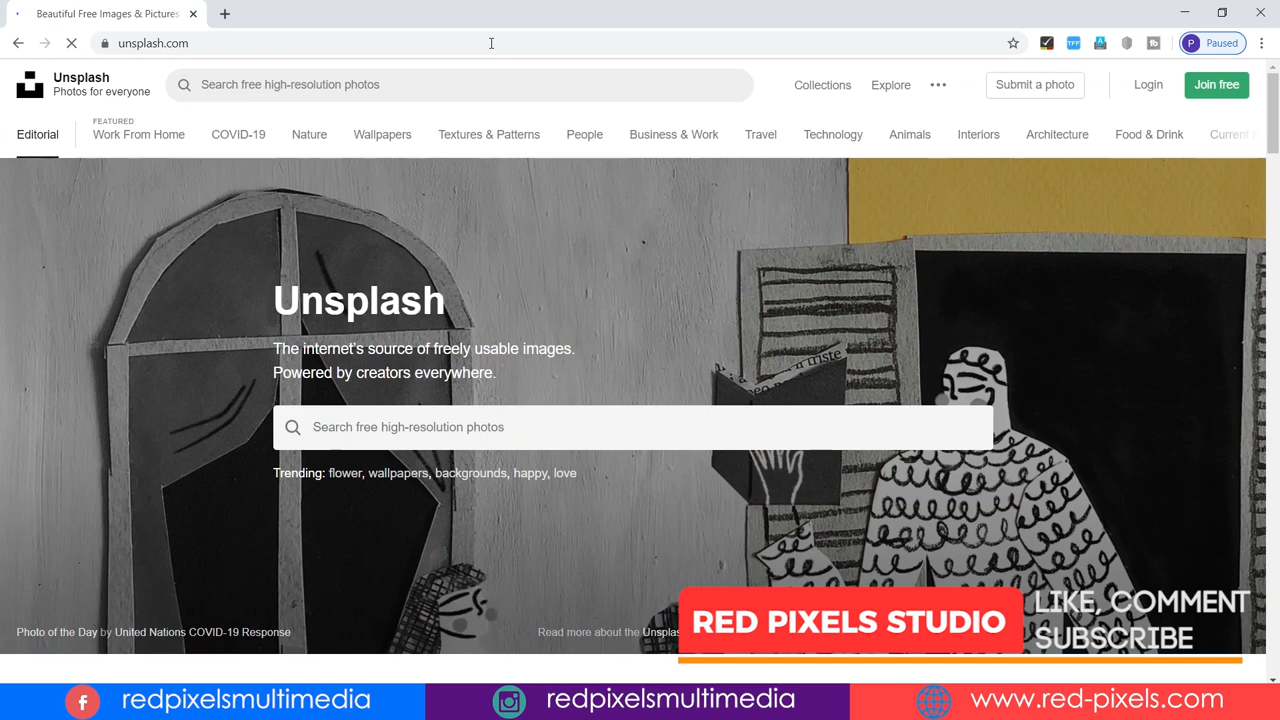 Beautiful Free Images & Pictures
unsplash.com
Paused
Unsplash
Photos for everyone
Search free high-resolution photos
Collections
Explore
Submit a photo
Login
Join free
Editorial
FEATURED
Work From Home
COVID-19
Nature
Wallpapers
Textures & Patterns
People
Business & Work
Travel
Technology
Animals
Interiors
Architecture
Food & Drink
Current
Unsplash
The internet's source of freely usable images.
Powered by creators everywhere.
Search free high-resolution photos
Trending: flower, wallpapers, backgrounds, happy, love
Photo of the Day by United Nations COVID-19 Response
Read more about the Unsplas
RED PIXELS STUDIO
LIKE, COMMENT
SUBSCRIBE
redpixelsmultimedia
redpixelsmultimedia
www.red-pixels.com